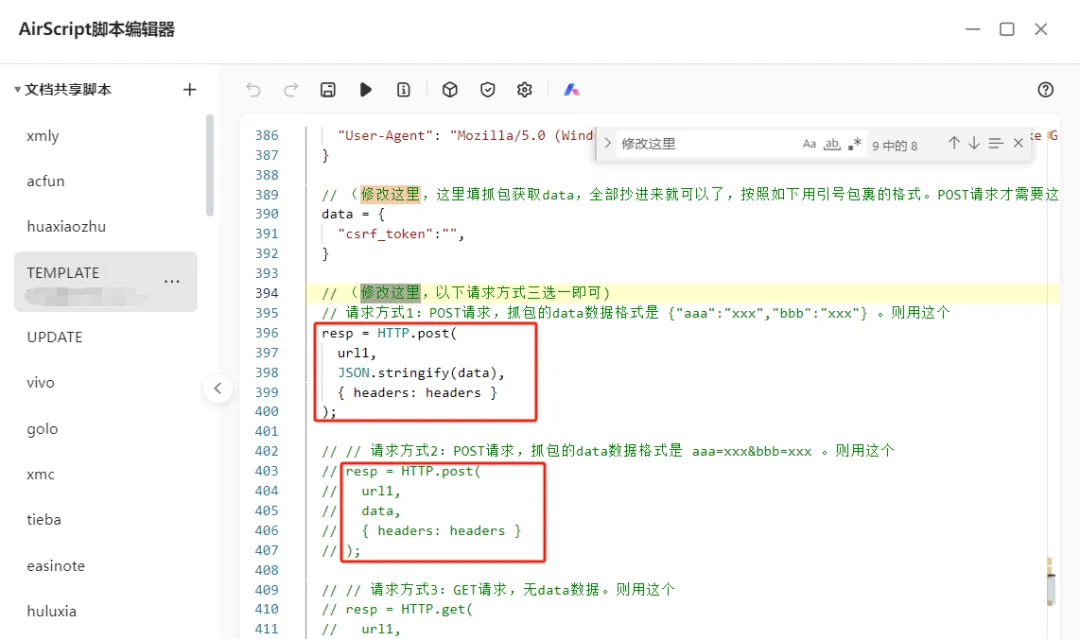 AirScript脚本编辑器
文档共享脚本
xmly
acfun
huaxiaozhu
TEMPLATE
...
UPDATE
vivo
golo
xmc
tieba
easinote
huluxia
修改这里
Aa ab .* 9 中的 8
386 "User-Agent": "Mozilla/5.0 (Wind
387 }
388
389 // （修改这里，这里填抓包获取data，全部抄进来就可以了，按照如下用引号包裹的格式。POST请求才需要这
390 data = {
391 "csrf_token":"",
392 }
393
394 // （修改这里，以下请求方式三选一即可)
395 // 请求方式1：POST请求，抓包的data数据格式是 {"aaa":"xxx","bbb":"xxx"} 。则用这个
396 resp = HTTP.post(
397 url1,
398 JSON.stringify(data),
399 { headers: headers }
400 );
401
402 // // 请求方式2：POST请求，抓包的data数据格式是 aaa=xxx&bbb=xxx 。则用这个
403 // resp = HTTP.post(
404 // url1,
405 // data,
406 // { headers: headers }
407 // );
408
409 // // 请求方式3：GET请求，无data数据。则用这个
410 // resp = HTTP.get(
411 // url1,